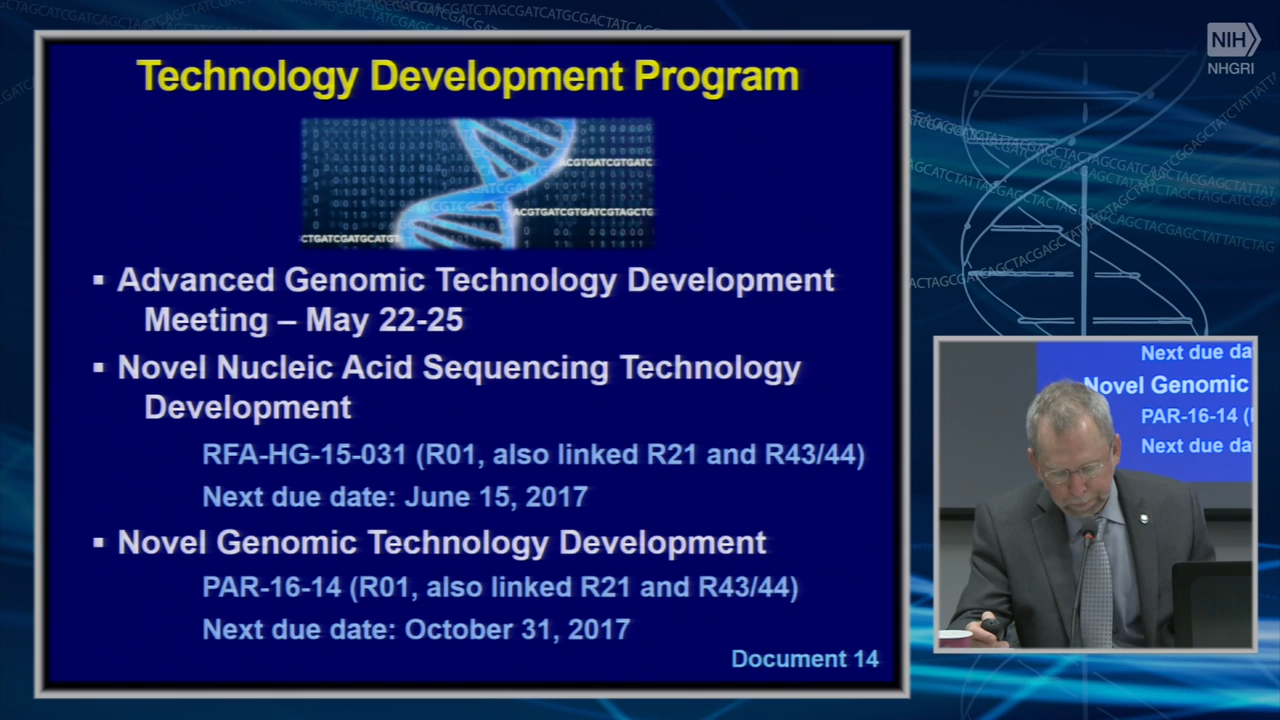 Technology Development Program
ACGTGATCGTGATC
ACGTGATCGTGATCGTAGCTG
CTGATCGATGCATGT
▪ Advanced Genomic Technology Development
Meeting – May 22-25
▪ Novel Nucleic Acid Sequencing Technology
Development
RFA-HG-15-031 (R01, also linked R21 and R43/44)
Next due date: June 15, 2017
▪ Novel Genomic Technology Development
PAR-16-14 (R01, also linked R21 and R43/44)
Next due date: October 31, 2017
Document 14
NIH
NHGRI
Next due da
Novel Genomic
PAR-16-14 (
Next due da